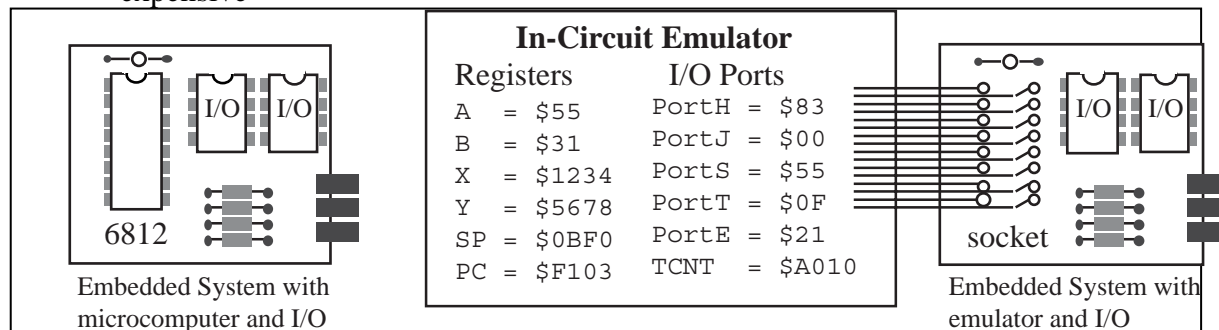 expensive
In-Circuit Emulator
Registers I/O Ports
A = $55 PortH = $83
B = $31 PortJ = $00
X = $1234 PortS = $55
Y = $5678 PortT = $0F
SP = $0BF0 PortE = $21
PC = $F103 TCNT = $A010
I/O I/O
6812
Embedded System with
microcomputer and I/O
I/O I/O
socket
Embedded System with
emulator and I/O